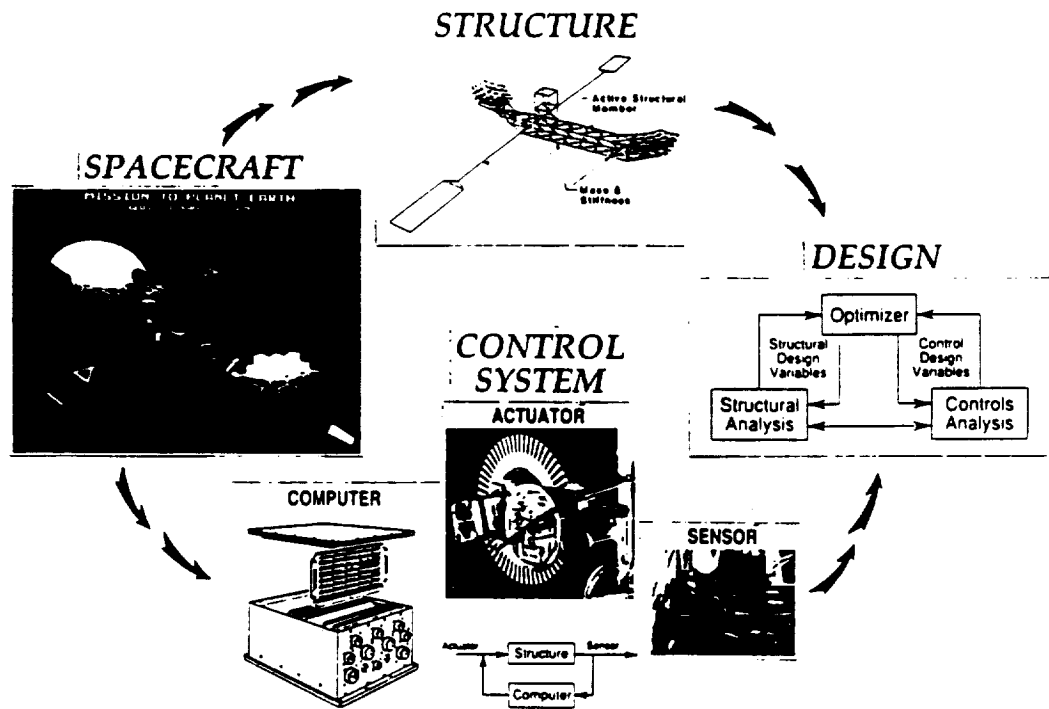 STRUCTURE
Active Structural
Member
Mass &
Stiffness
SPACECRAFT
MISSION TO PLANET EARTH
DESIGN
Optimizer
Structural
Design
Variables
Control
Design
Variables
Structural
Analysis
Controls
Analysis
CONTROL
SYSTEM
ACTUATOR
COMPUTER
SENSOR
Actuator
Structure
Sensor
Computer